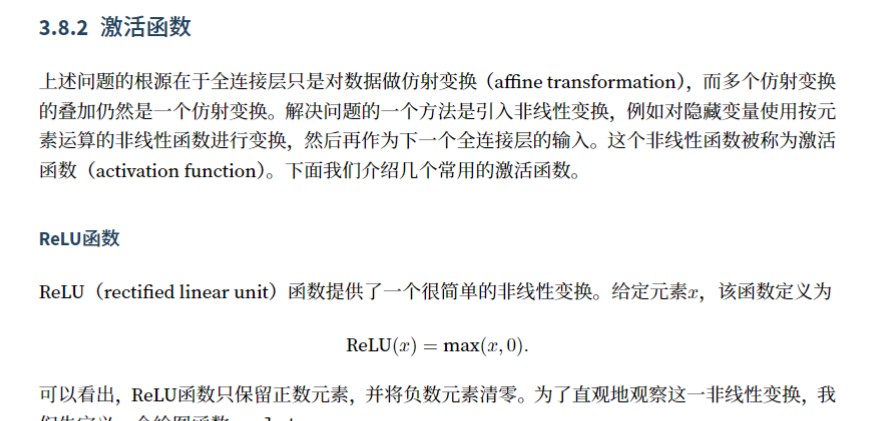 3.8.2 激活函数
上述问题的根源在于全连接层只是对数据做仿射变换（affine transformation），而多个仿射变换
的叠加仍然是一个仿射变换。解决问题的一个方法是引入非线性变换，例如对隐藏变量使用按元
素运算的非线性函数进行变换，然后再作为下一个全连接层的输入。这个非线性函数被称为激活
函数（activation function）。下面我们介绍几个常用的激活函数。
ReLU函数
ReLU（rectified linear unit）函数提供了一个很简单的非线性变换。给定元素x，该函数定义为
ReLU(x) = max(x, 0).
可以看出，ReLU函数只保留正数元素，并将负数元素清零。为了直观地观察这一非线性变换，我